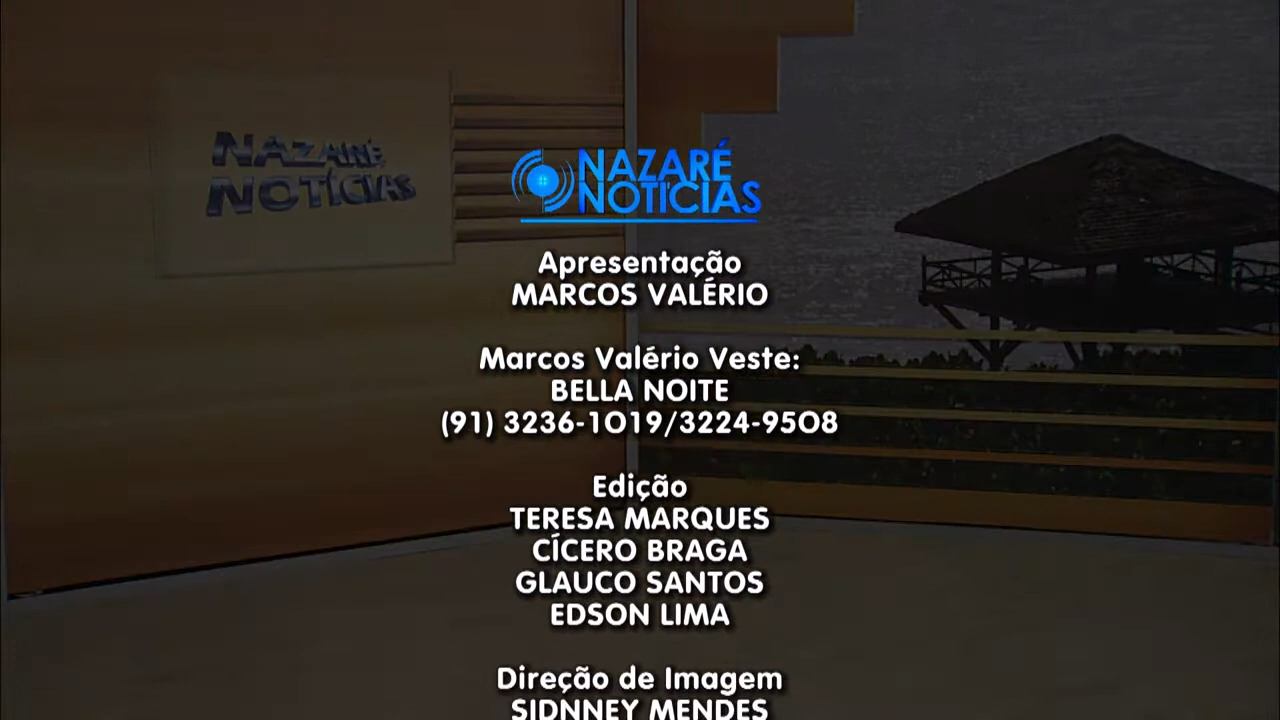 NAZARÉ
NOTÍCIAS
NAZARÉ
NOTÍCIAS
Apresentação
MARCOS VALÉRIO
Marcos Valério Veste:
BELLA NOITE
(91) 3236-1019/3224-9508
Edição
TERESA MARQUES
CÍCERO BRAGA
GLAUCO SANTOS
EDSON LIMA
Direção de Imagem
SIDNNEY MENDES